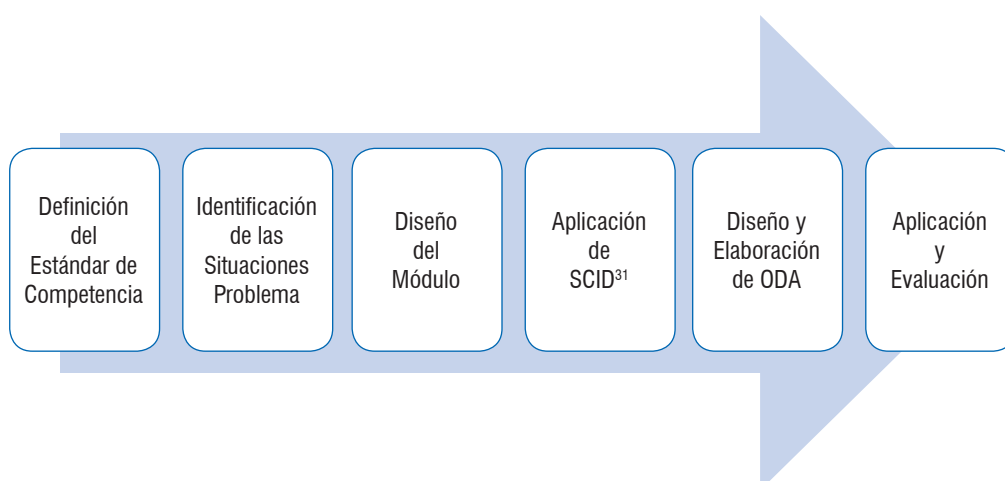 Definición
del
Estándar de
Competencia
Identificación
de las
Situaciones
Problema
Diseño
del
Módulo
Aplicación
de
SCID³¹
Diseño y
Elaboración
de ODA
Aplicación
y
Evaluación